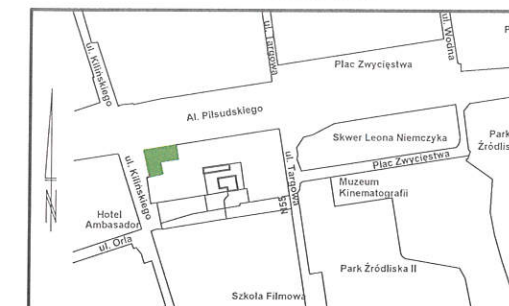 ul. Kilińskiego
ul. Targowa
ul. Wodna
Plac Zwycięstwa
Al. Piłsudskiego
Skwer Leona Niemczyka
Park
Źródlis
Plac Zwycięstwa
ul. Kilińskiego
ul. Targowa
Muzeum
Kinematografii
Hotel
Ambasador
ul. Orla
Park Źródliska II
Szkoła Filmowa